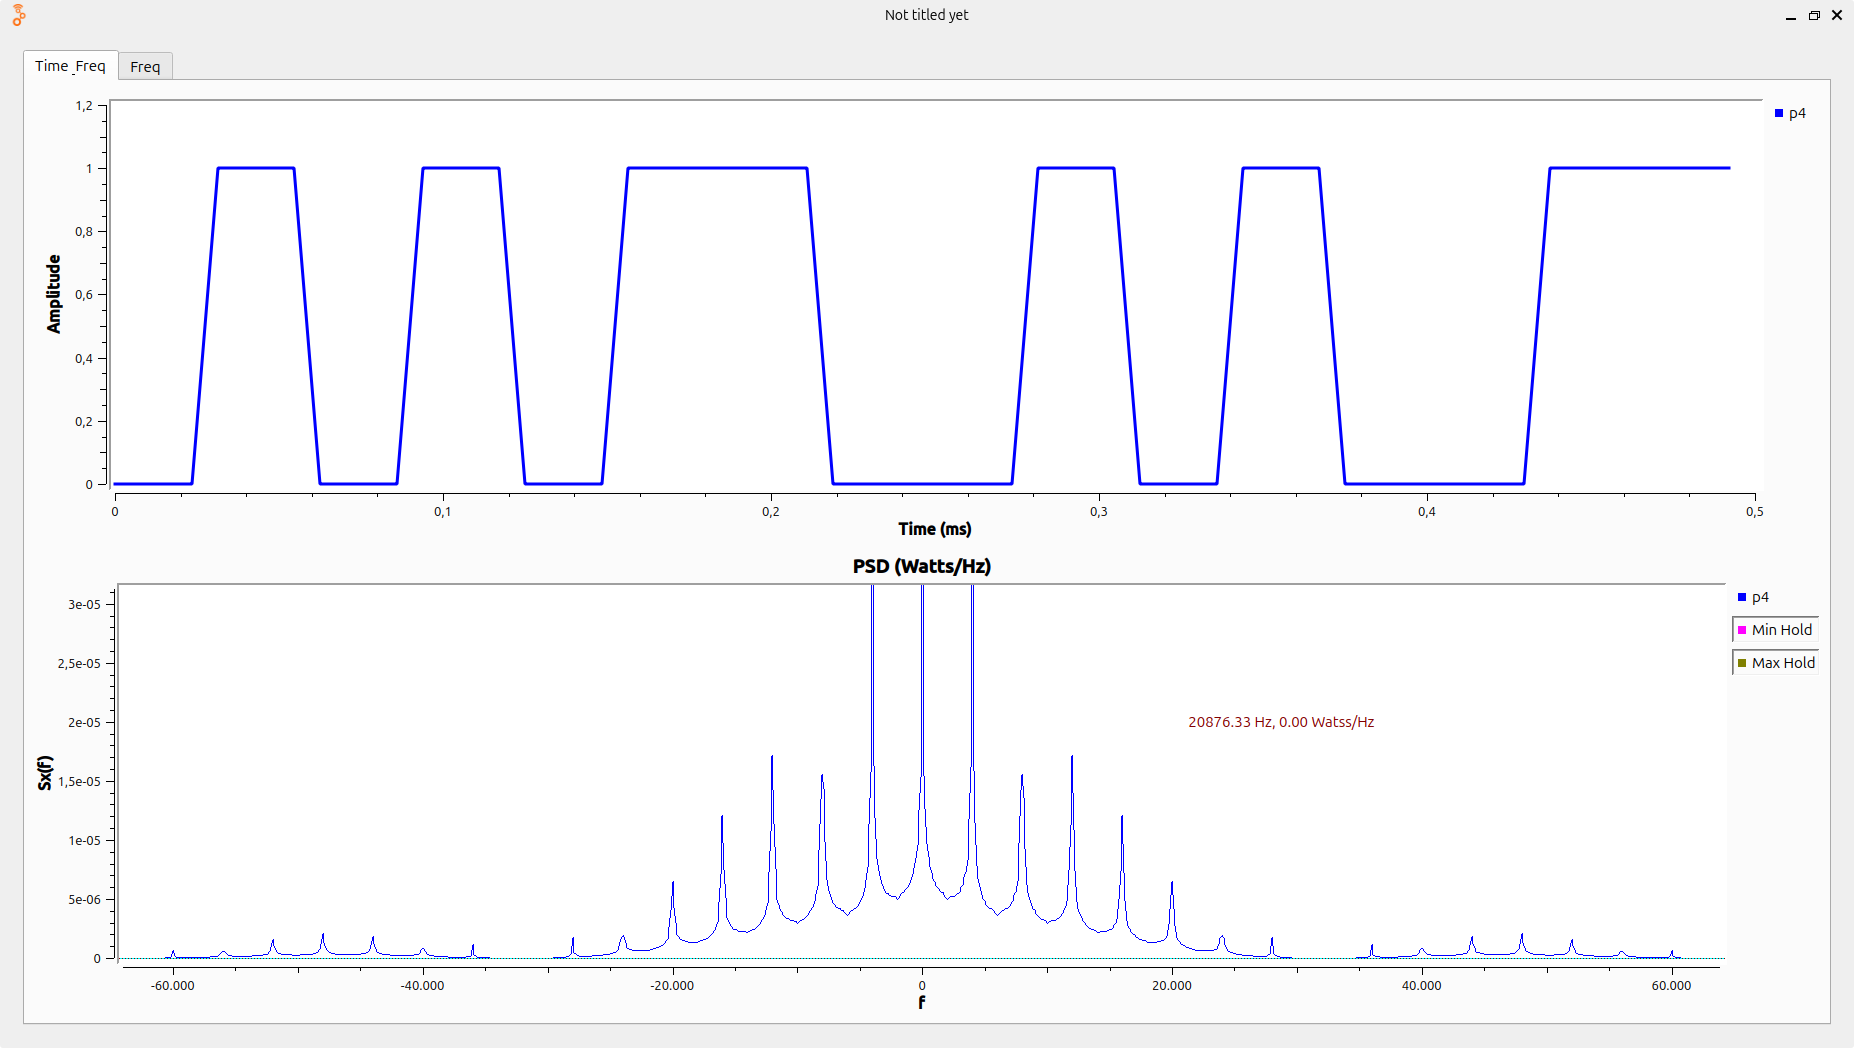 Not titled yet
Time_Freq
Freq
1,2
1
0,8
0,6
0,4
0,2
0
Amplitude
p4
0
0,1
0,2
0,3
0,4
0,5
Time (ms)
PSD (Watts/Hz)
3e-05
2,5e-05
2e-05
1,5e-05
1e-05
5e-06
0
Sx(f)
p4
Min Hold
Max Hold
20876.33 Hz, 0.00 Watss/Hz
-60.000
-40.000
-20.000
0
20.000
40.000
60.000
f